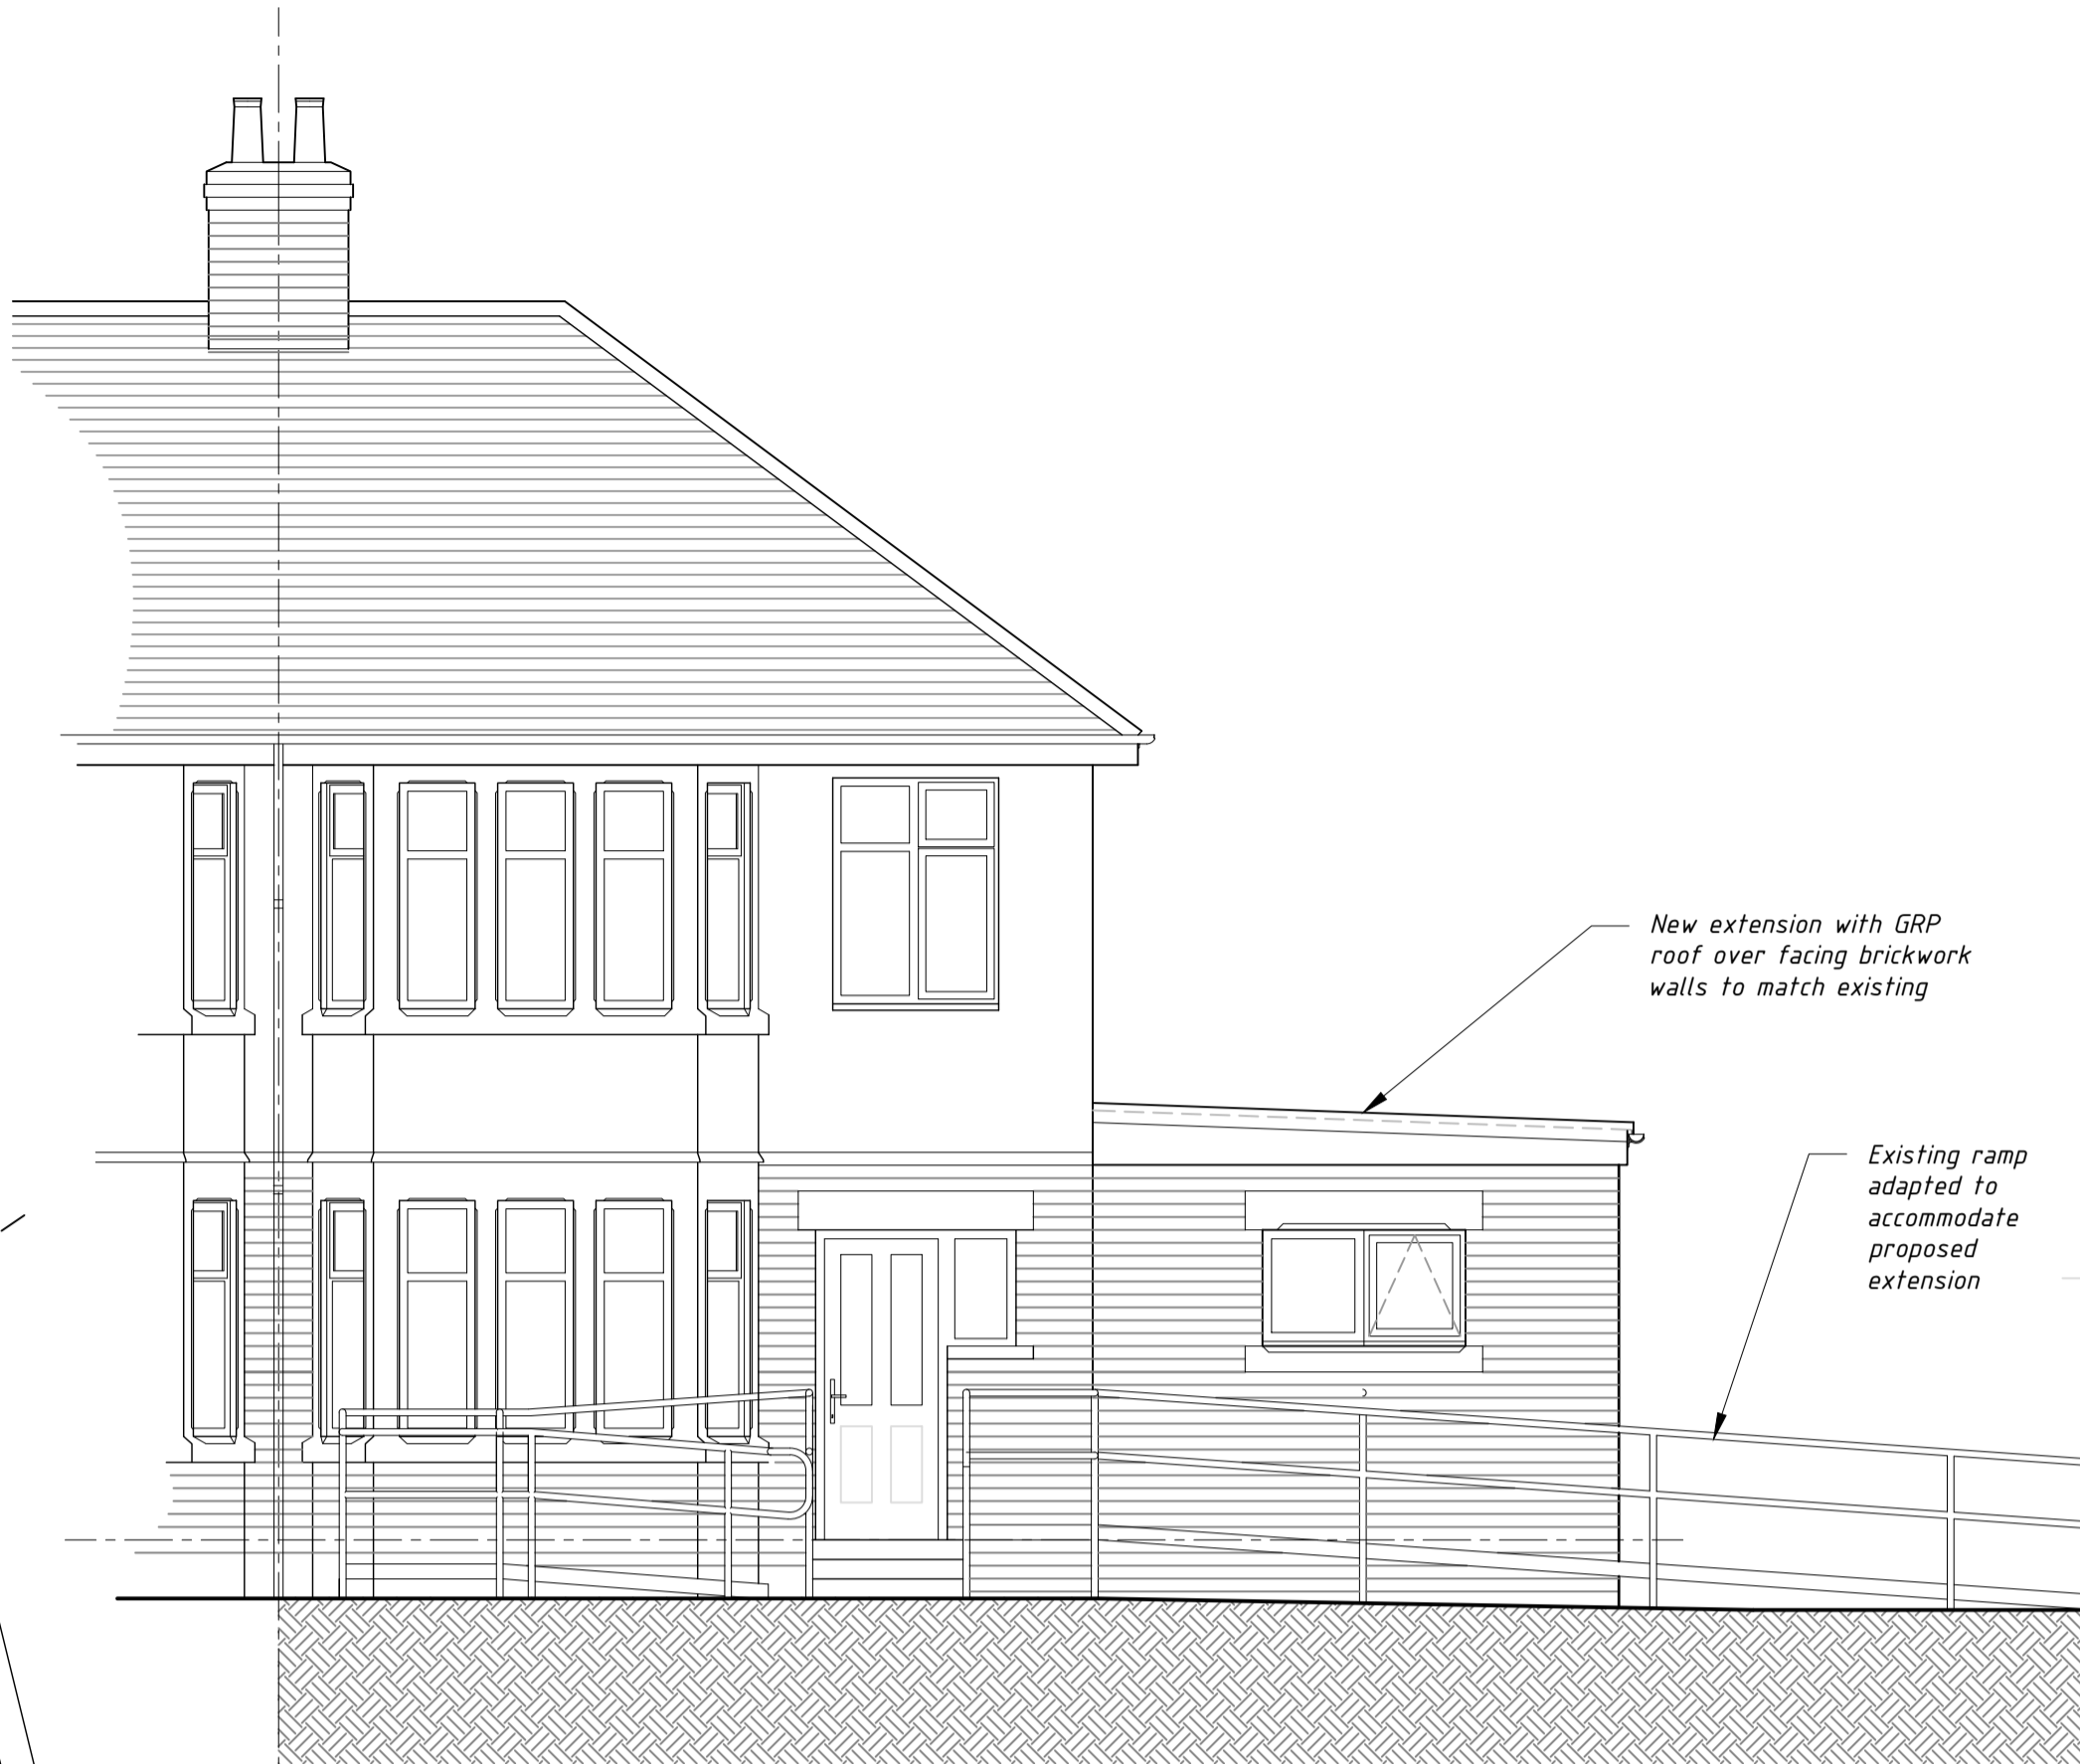 New extension with GRP
roof over facing brickwork
walls to match existing
Existing ramp
adapted to
accommodate
proposed
extension